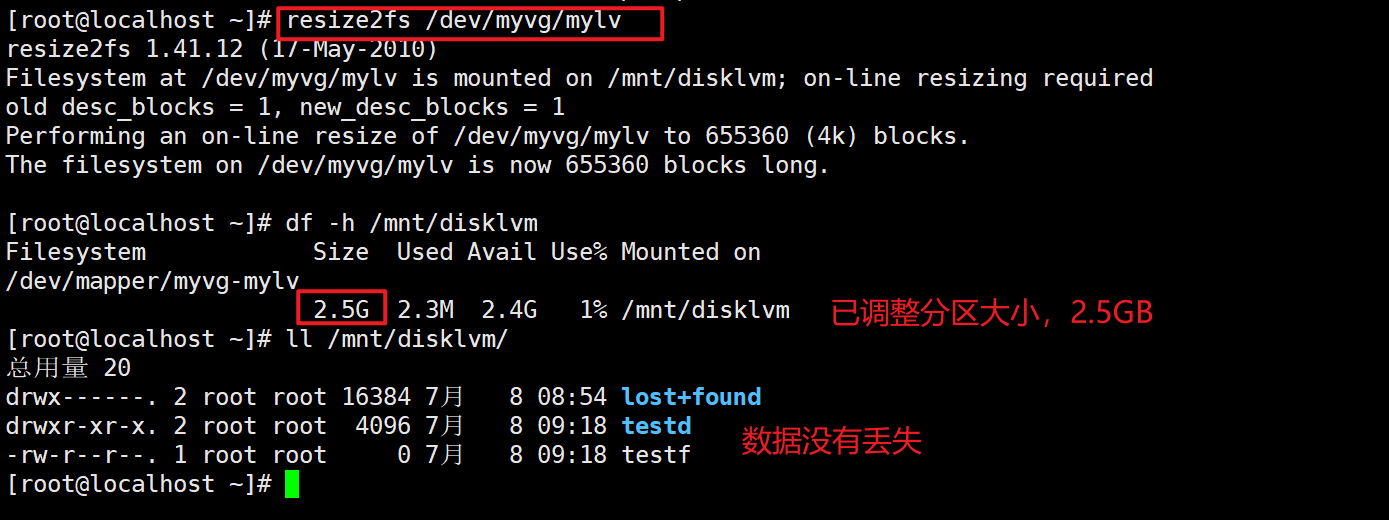 [root@localhost ~]# resize2fs /dev/myvg/mylv
resize2fs 1.41.12 (17-May-2010)
Filesystem at /dev/myvg/mylv is mounted on /mnt/disklvm; on-line resizing required
old desc_blocks = 1, new_desc_blocks = 1
Performing an on-line resize of /dev/myvg/mylv to 655360 (4k) blocks.
The filesystem on /dev/myvg/mylv is now 655360 blocks long.
[root@localhost ~]# df -h /mnt/disklvm
Filesystem            Size  Used Avail Use% Mounted on
/dev/mapper/myvg-mylv
                      2.5G  2.3M  2.4G   1% /mnt/disklvm 已调整分区大小，2.5GB
[root@localhost ~]# ll /mnt/disklvm/
总用量 20
drwx------. 2 root root 16384 7月   8 08:54 lost+found
drwxr-xr-x. 2 root root  4096 7月   8 09:18 testd
数据没有丢失
-rw-r--r--. 1 root root     0 7月   8 09:18 testf
[root@localhost ~]#